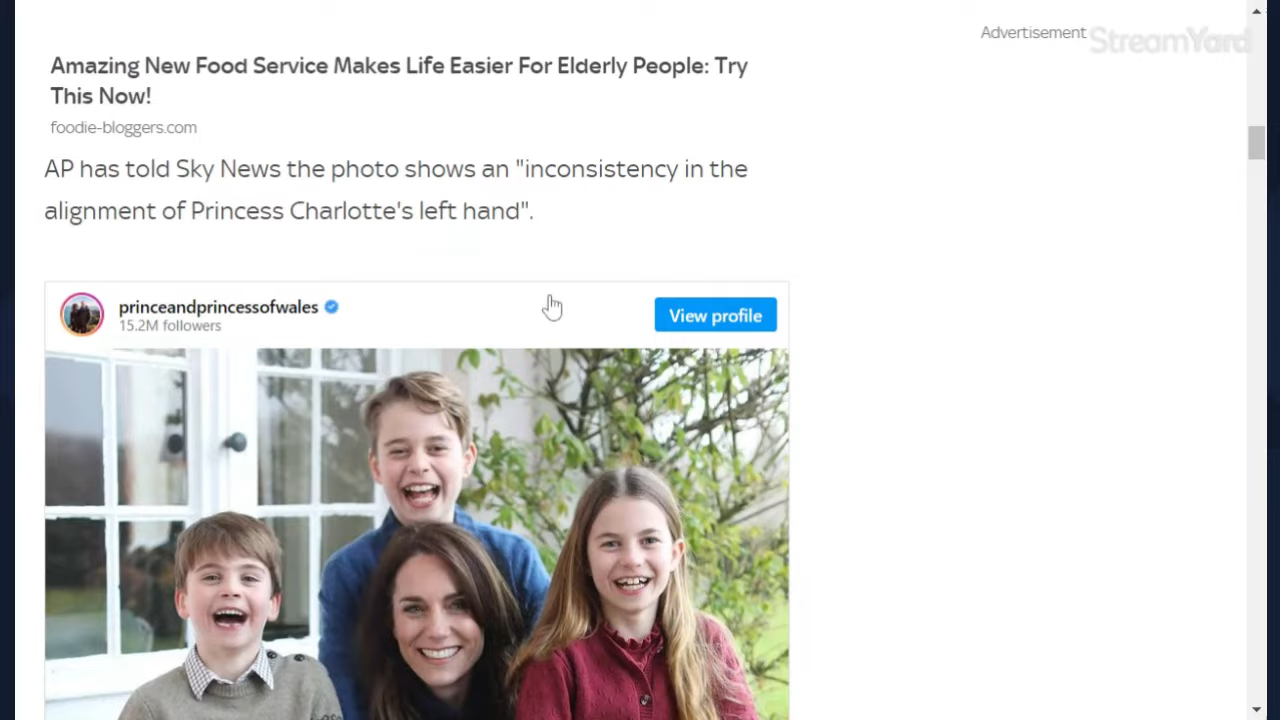 Advertisement
StreamYard
Amazing New Food Service Makes Life Easier For Elderly People: Try
This Now!
foodie-bloggers.com
AP has told Sky News the photo shows an "inconsistency in the
alignment of Princess Charlotte's left hand".
princeandprincessofwales
15.2M followers
View profile